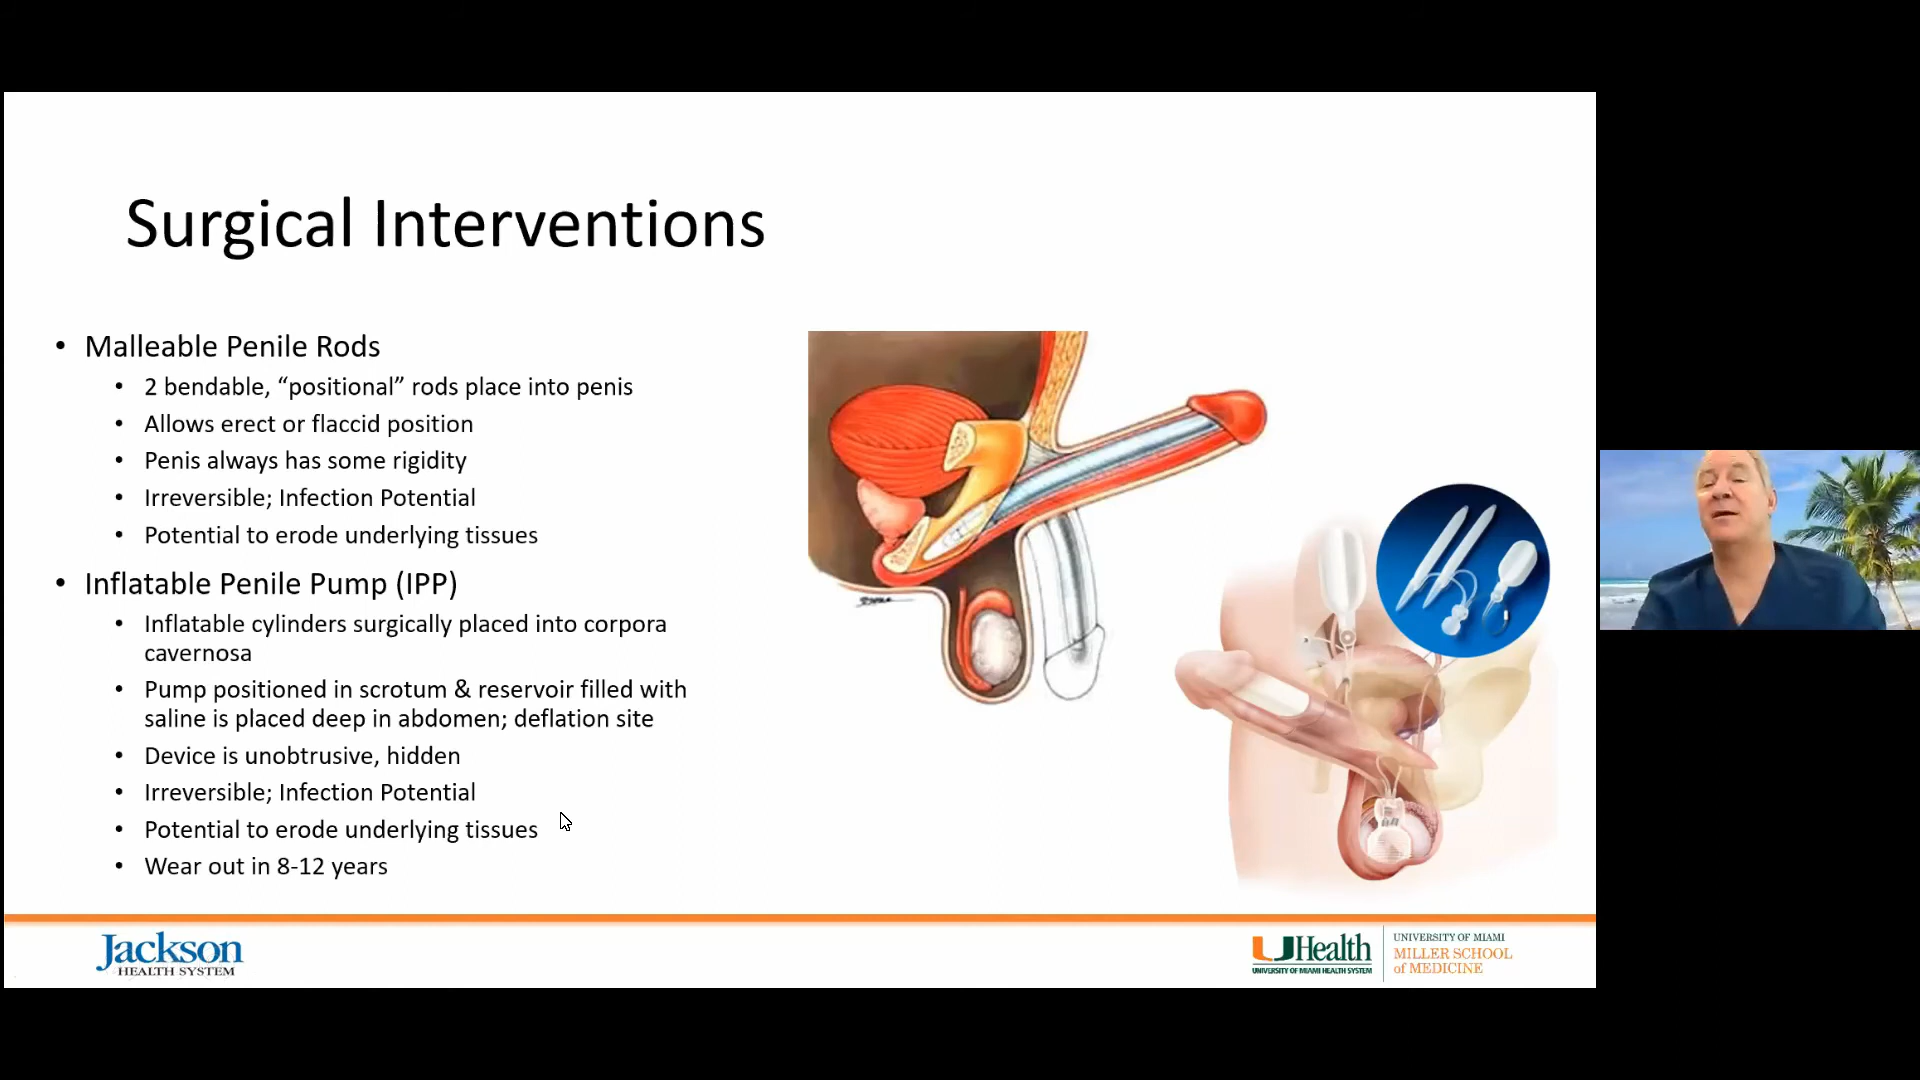 Surgical Interventions
• Malleable Penile Rods
• 2 bendable, “positional” rods place into penis
• Allows erect or flaccid position
• Penis always has some rigidity
• Irreversible; Infection Potential
• Potential to erode underlying tissues
• Inflatable Penile Pump (IPP)
• Inflatable cylinders surgically placed into corpora
cavernosa
• Pump positioned in scrotum & reservoir filled with
saline is placed deep in abdomen; deflation site
• Device is unobtrusive, hidden
• Irreversible; Infection Potential
• Potential to erode underlying tissues
• Wear out in 8-12 years
Jackson
HEALTH SYSTEM
UHealth
UNIVERSITY OF MIAMI HEALTH SYSTEM
UNIVERSITY OF MIAMI
MILLER SCHOOL
of MEDICINE